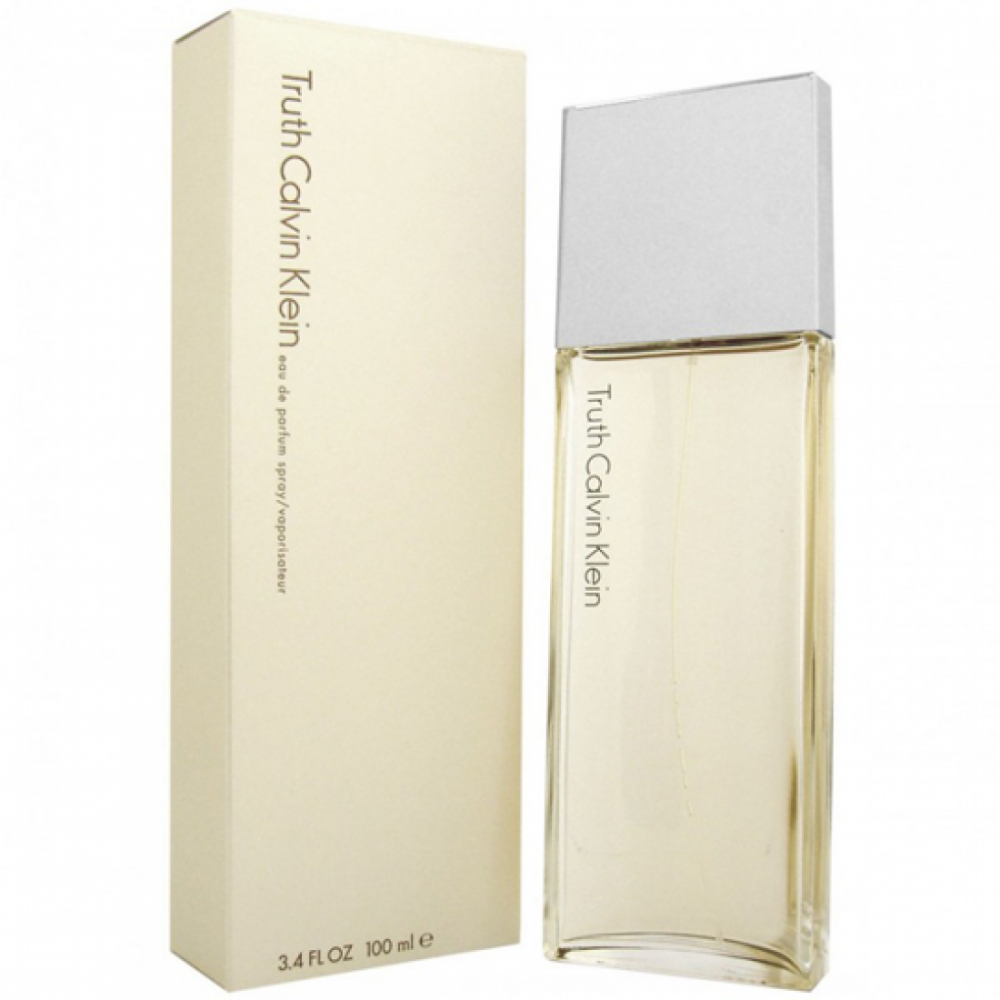 Truth Calvin Klein eau de parfum spray/vaporisateur
3.4 FL OZ 100 ml ℮
Truth Calvin Klein